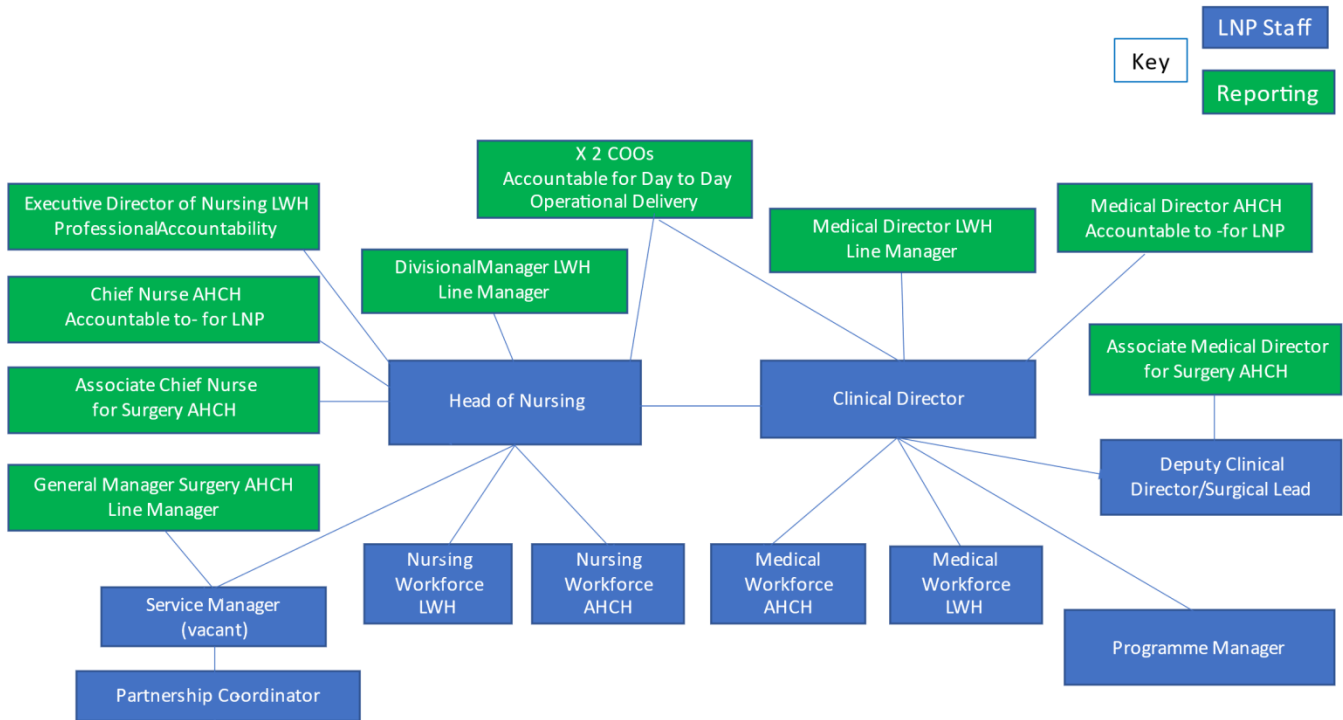 LNP Staff
Key
Reporting
X 2 COOs
Accountable for Day to Day
Operational Delivery
Executive Director of Nursing LWH
ProfessionalAccountability
Medical Director LWH
Line Manager
Medical Director AHCH
Accountable to -for LNP
DivisionalManager LWH
Line Manager
Chief Nurse AHCH
Accountable to- for LNP
Associate Medical Director
for Surgery AHCH
Associate Chief Nurse
for Surgery AHCH
Head of Nursing
Clinical Director
General Manager Surgery AHCH
Line Manager
Deputy Clinical
Director/Surgical Lead
Nursing
Workforce
LWH
Nursing
Workforce
AHCH
Medical
Workforce
AHCH
Medical
Workforce
LWH
Service Manager
(vacant)
Programme Manager
Partnership Coordinator